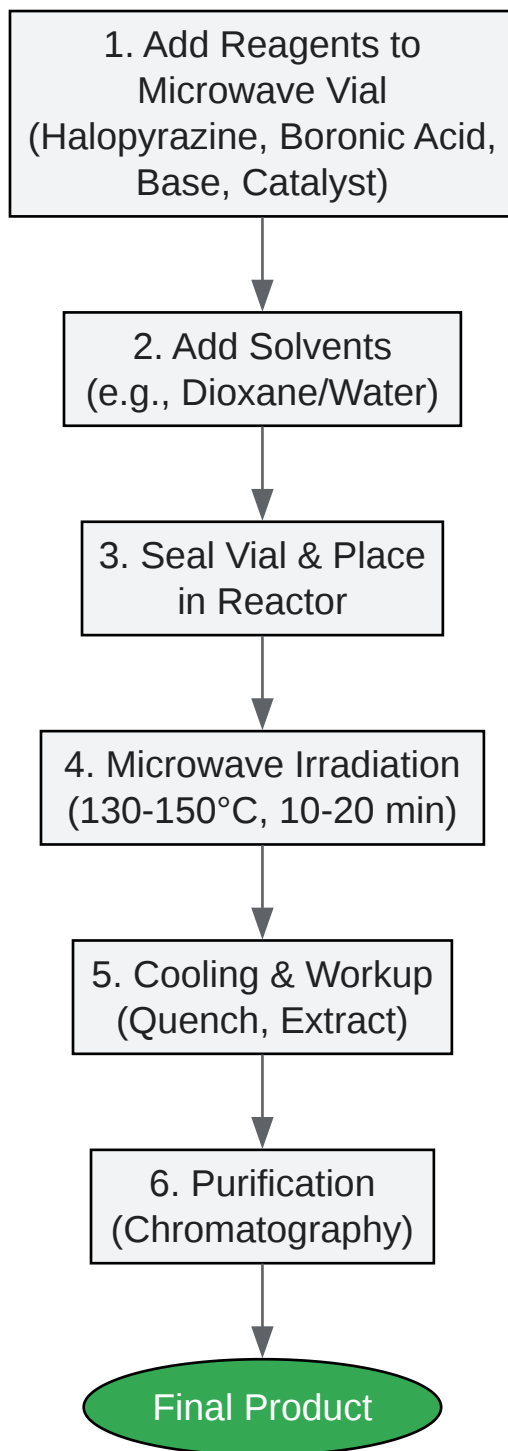 1. Add Reagents to
Microwave Vial
(Halopyrazine, Boronic Acid,
Base, Catalyst)
2. Add Solvents
(e.g., Dioxane/Water)
3. Seal Vial & Place
in Reactor
4. Microwave Irradiation
(130-150°C, 10-20 min)
5. Cooling & Workup
(Quench, Extract)
6. Purification
(Chromatography)
Final Product